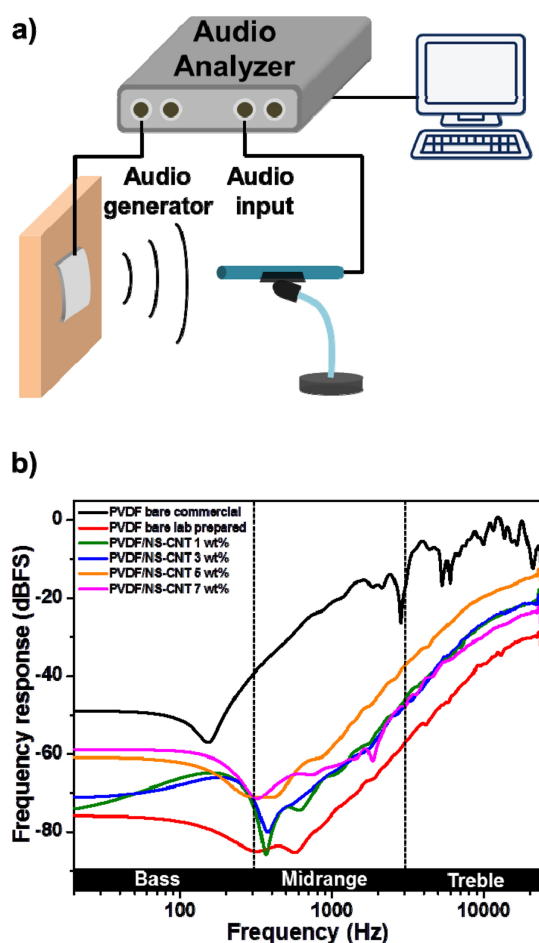 a)
Audio
Analyzer
Audio
generator
Audio
input
b)
PVDF bare commercial
PVDF bare lab prepared
PVDF/NS-CNT 1 wt%
PVDF/NS-CNT 3 wt%
PVDF/NS-CNT 5 wt%
PVDF/NS-CNT 7 wt%
Frequency response (dBFS)
0
-20
-40
-60
-80
Bass
Midrange
Treble
100
1000
10000
Frequency (Hz)